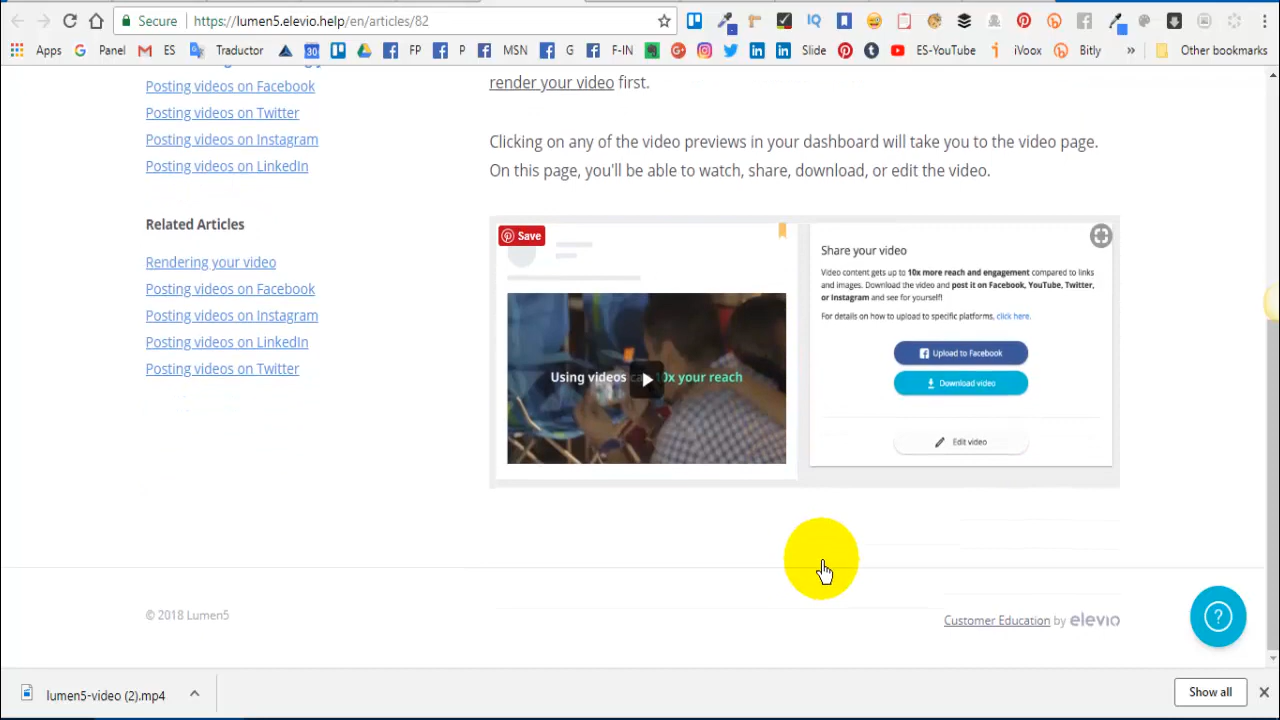 Secure https://lumen5.elevio.help/en/articles/82
Apps Panel ES Traductor FP P MSN G F-IN Slide ES-YouTube iVoox Bitly » Other bookmarks
Posting videos on Facebook
Posting videos on Twitter
Posting videos on Instagram
Posting videos on LinkedIn
Related Articles
Rendering your video
Posting videos on Facebook
Posting videos on Instagram
Posting videos on LinkedIn
Posting videos on Twitter
render your video first.
Clicking on any of the video previews in your dashboard will take you to the video page.
On this page, you'll be able to watch, share, download, or edit the video.
Save
Using videos 10x your reach
Share your video
Video content gets up to 10x more reach and engagement compared to links
and images. Download the video and post it on Facebook, YouTube, Twitter,
or Instagram and see for yourself!
For details on how to upload to specific platforms, click here.
Upload to Facebook
Download video
Edit video
© 2018 Lumen5
Customer Education by elevio
lumen5-video (2).mp4
Show all